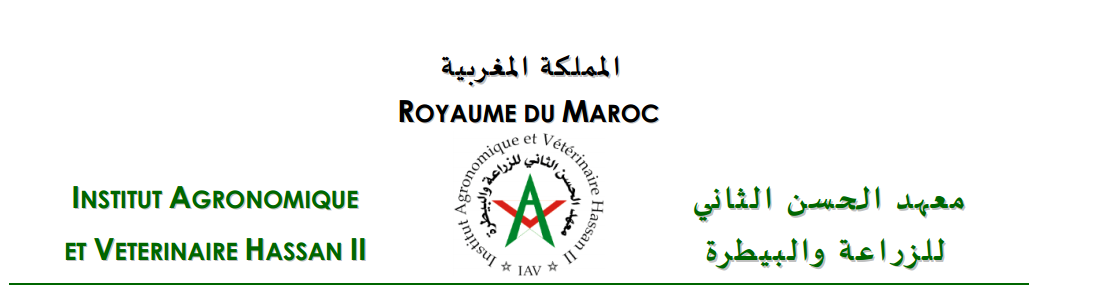 المملكة المغربية
ROYAUME DU MAROC
INSTITUT AGRONOMIQUE
ET VETERINAIRE HASSAN II
Institut Agronomique et Vétérinaire Hassan II
معهد الحسن الثاني للزراعة والبيطرة
☆ IAV ☆
معهد الحسن الثاني
للزراعة والبيطرة